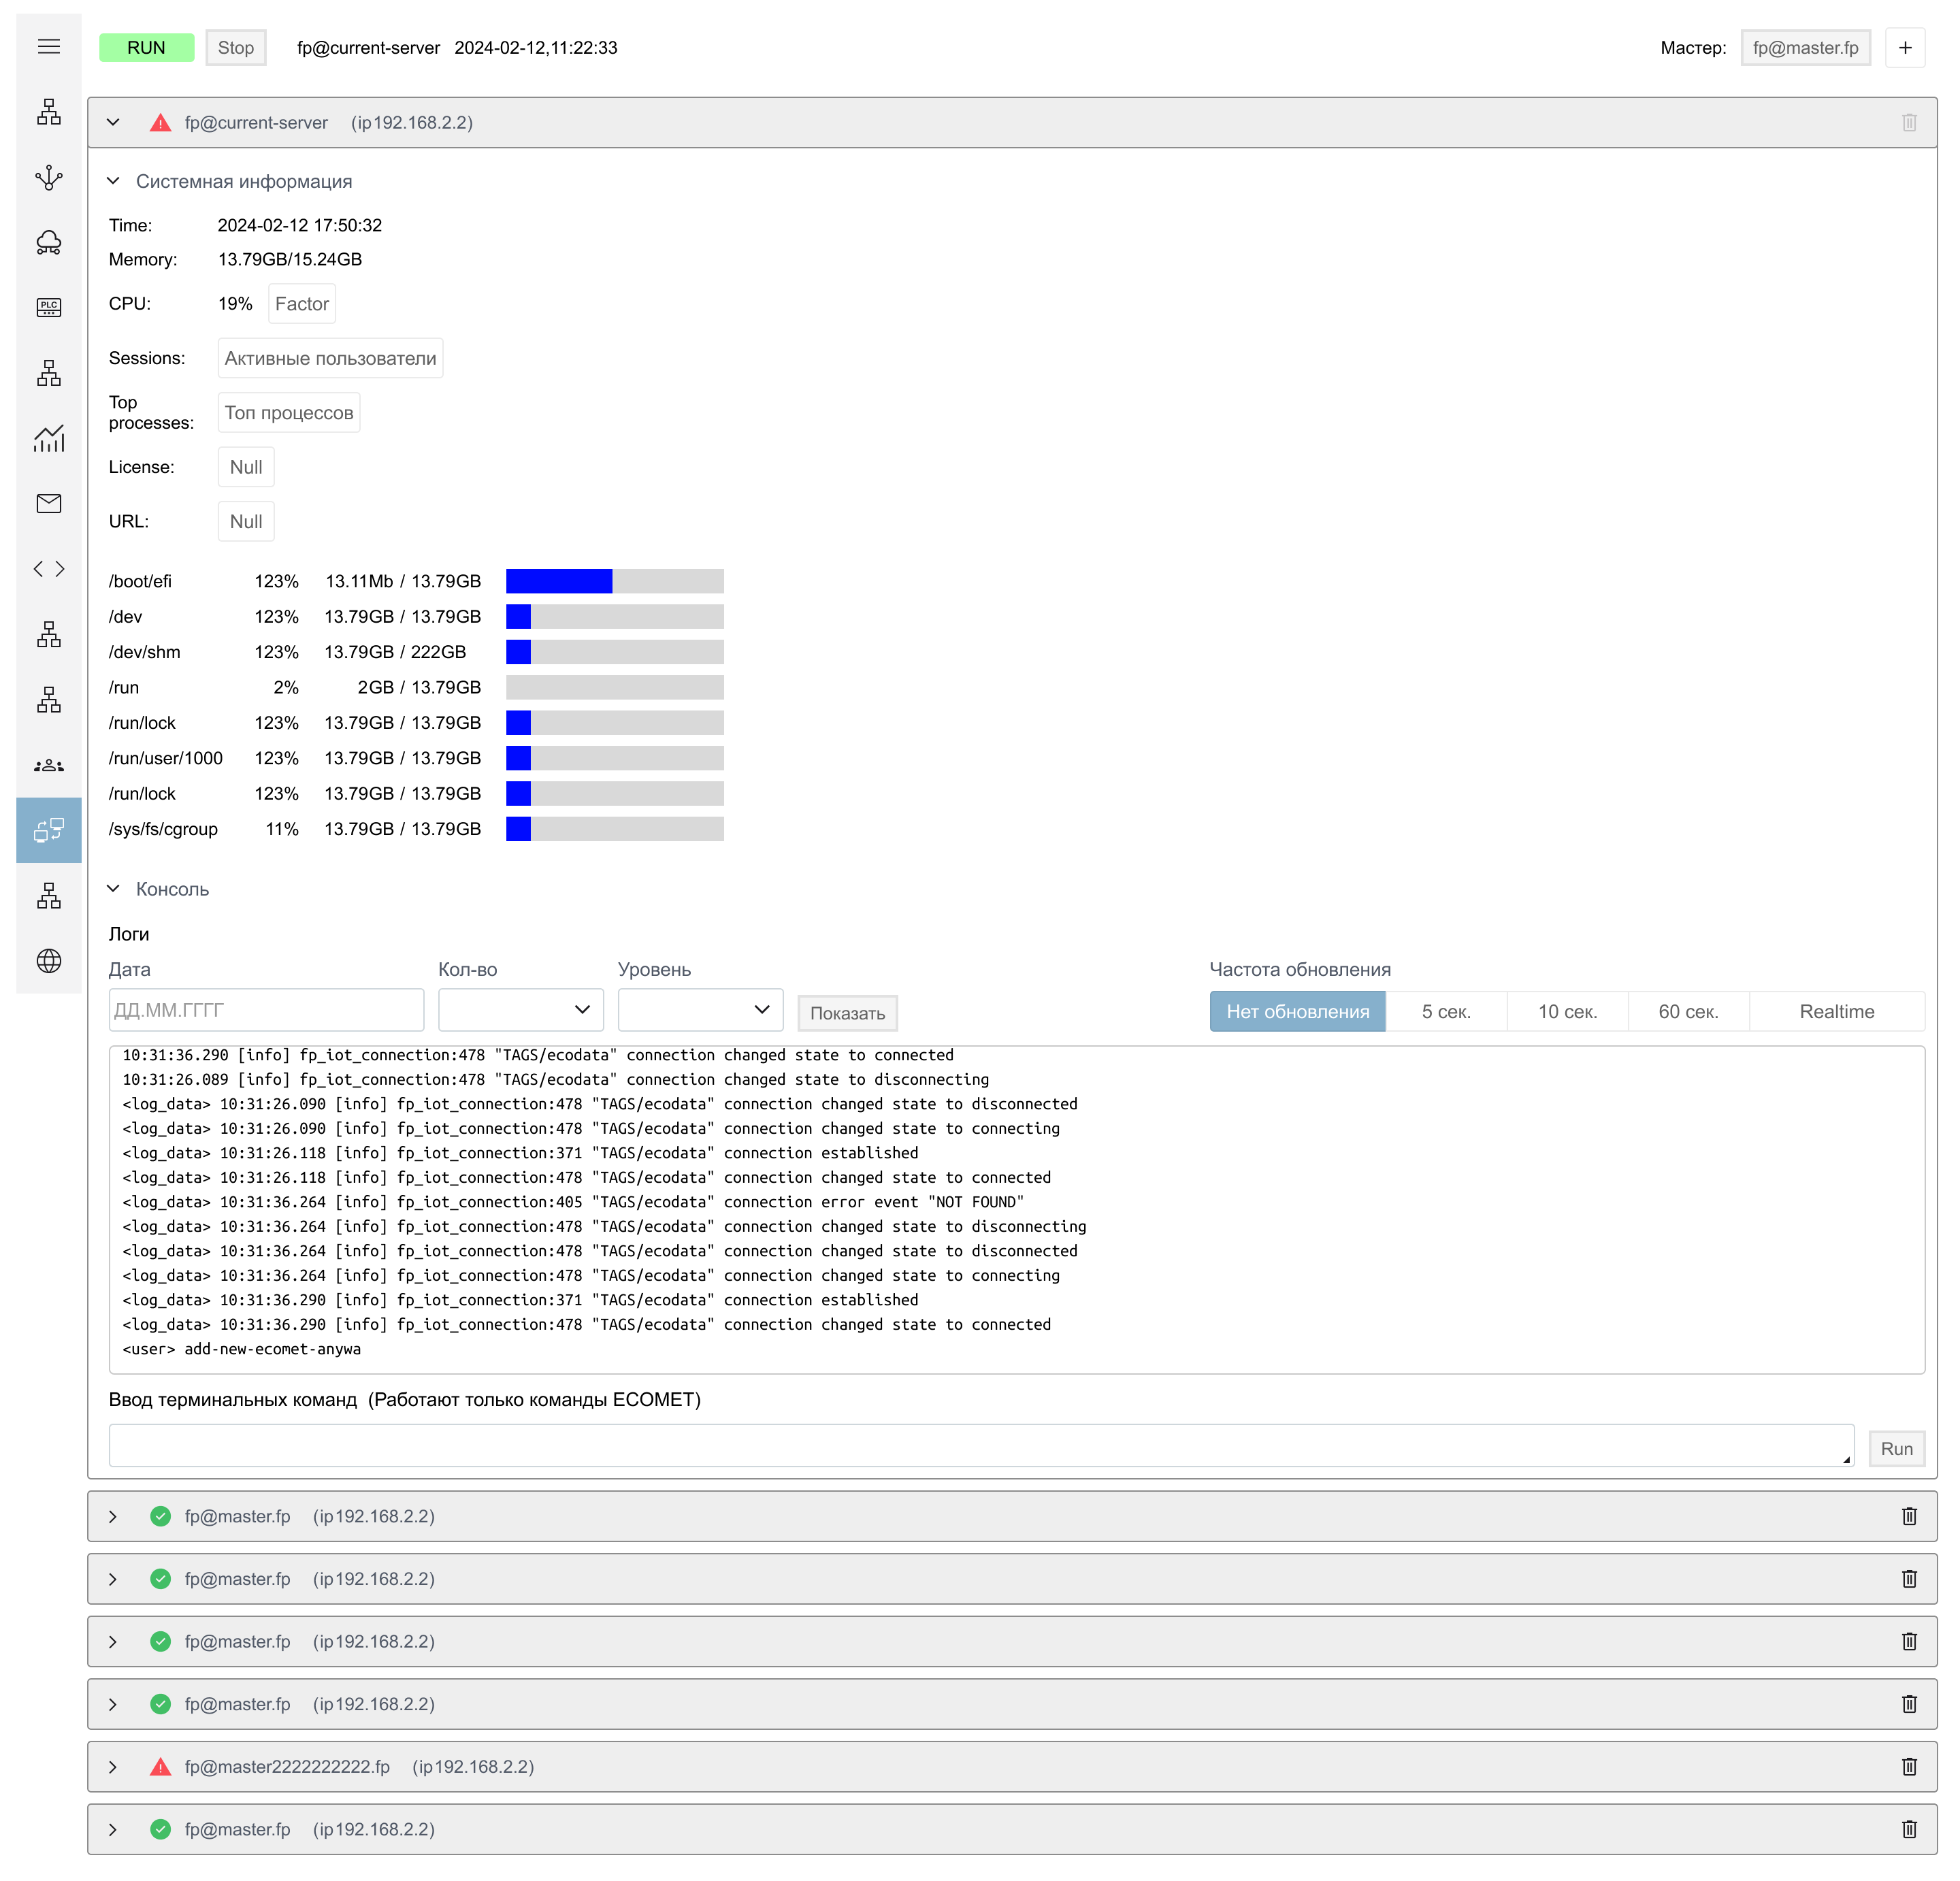 RUN Stop fp@current-server 2024-02-12,11:22:33 Мастер: fp@master.fp +
fp@current-server (ip192.168.2.2)
Системная информация
Time: 2024-02-12 17:50:32
Memory: 13.79GB/15.24GB
CPU: 19% Factor
Sessions: Активные пользователи
Top processes: Топ процессов
License: Null
URL: Null
/boot/efi 123% 13.11Mb / 13.79GB
/dev 123% 13.79GB / 13.79GB
/dev/shm 123% 13.79GB / 222GB
/run 2% 2GB / 13.79GB
/run/lock 123% 13.79GB / 13.79GB
/run/user/1000 123% 13.79GB / 13.79GB
/run/lock 123% 13.79GB / 13.79GB
/sys/fs/cgroup 11% 13.79GB / 13.79GB
PLC
Консоль
Логи
Дата Кол-во Уровень Частота обновления
ДД.ММ.ГГГГ Показать Нет обновления 5 сек. 10 сек. 60 сек. Realtime
10:31:36.290 [info] fp_iot_connection:478 "TAGS/ecodata" connection changed state to connected
10:31:26.089 [info] fp_iot_connection:478 "TAGS/ecodata" connection changed state to disconnecting
<log_data> 10:31:26.090 [info] fp_iot_connection:478 "TAGS/ecodata" connection changed state to disconnected
<log_data> 10:31:26.090 [info] fp_iot_connection:478 "TAGS/ecodata" connection changed state to connecting
<log_data> 10:31:26.118 [info] fp_iot_connection:371 "TAGS/ecodata" connection established
<log_data> 10:31:26.118 [info] fp_iot_connection:478 "TAGS/ecodata" connection changed state to connected
<log_data> 10:31:36.264 [info] fp_iot_connection:405 "TAGS/ecodata" connection error event "NOT FOUND"
<log_data> 10:31:36.264 [info] fp_iot_connection:478 "TAGS/ecodata" connection changed state to disconnecting
<log_data> 10:31:36.264 [info] fp_iot_connection:478 "TAGS/ecodata" connection changed state to disconnected
<log_data> 10:31:36.264 [info] fp_iot_connection:478 "TAGS/ecodata" connection changed state to connecting
<log_data> 10:31:36.290 [info] fp_iot_connection:371 "TAGS/ecodata" connection established
<log_data> 10:31:36.290 [info] fp_iot_connection:478 "TAGS/ecodata" connection changed state to connected
<user> add-new-ecomet-anywa
Ввод терминальных команд (Работают только команды ECOMET)
Run
fp@master.fp (ip192.168.2.2)
fp@master.fp (ip192.168.2.2)
fp@master.fp (ip192.168.2.2)
fp@master.fp (ip192.168.2.2)
fp@master2222222222.fp (ip192.168.2.2)
fp@master.fp (ip192.168.2.2)